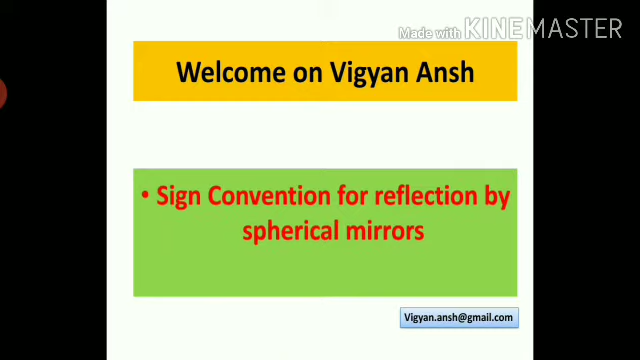 Made with KINEMASTER
Welcome on Vigyan Ansh
• Sign Convention for reflection by
spherical mirrors
Vigyan.ansh@gmail.com